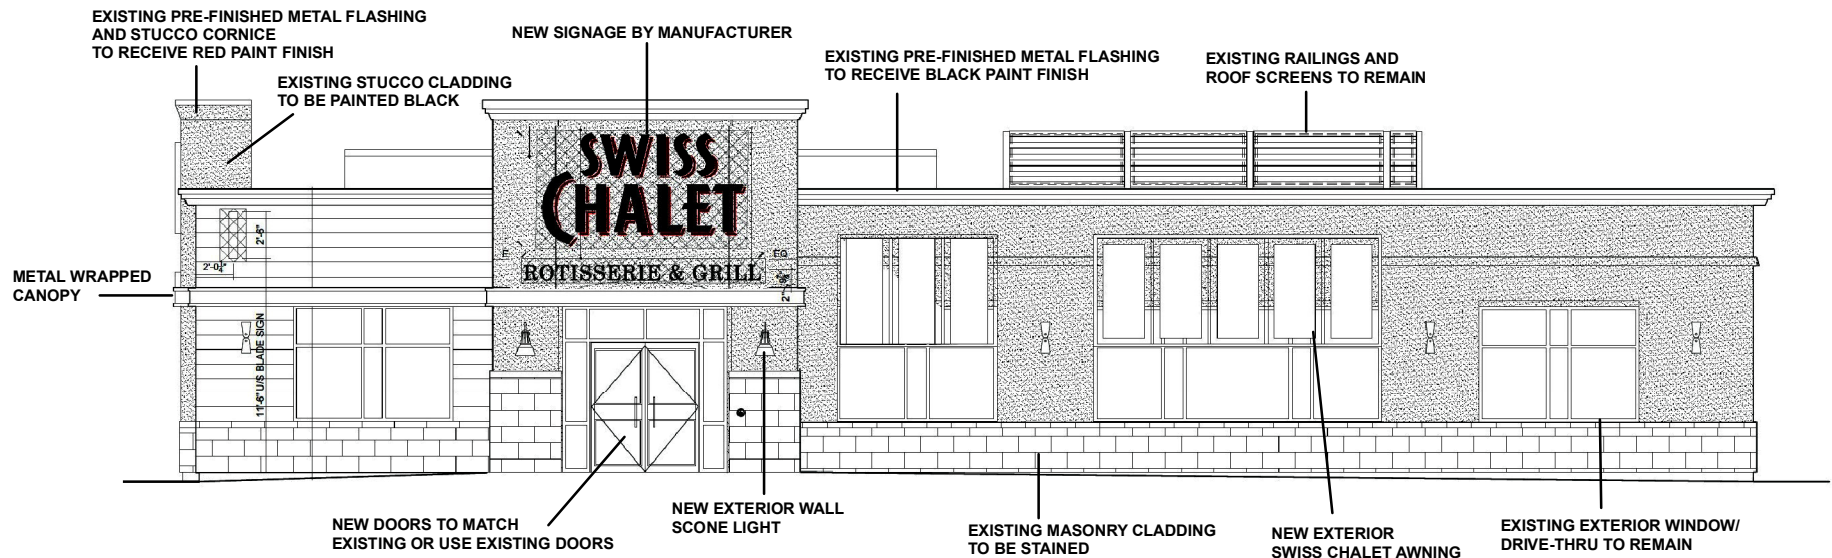 EXISTING PRE-FINISHED METAL FLASHING
AND STUCCO CORNICE
TO RECEIVE RED PAINT FINISH
EXISTING STUCCO CLADDING
TO BE PAINTED BLACK
NEW SIGNAGE BY MANUFACTURER
EXISTING PRE-FINISHED METAL FLASHING
TO RECEIVE BLACK PAINT FINISH
EXISTING RAILINGS AND
ROOF SCREENS TO REMAIN
SWISS
CHALET
ROTISSERIE & GRILL
EQ
2'-6"
METAL WRAPPED
CANOPY
11'-6" U/S BLADE SIGN
NEW DOORS TO MATCH
EXISTING OR USE EXISTING DOORS
NEW EXTERIOR WALL
SCONE LIGHT
EXISTING MASONRY CLADDING
TO BE STAINED
NEW EXTERIOR
SWISS CHALET AWNING
EXISTING EXTERIOR WINDOW/
DRIVE-THRU TO REMAIN